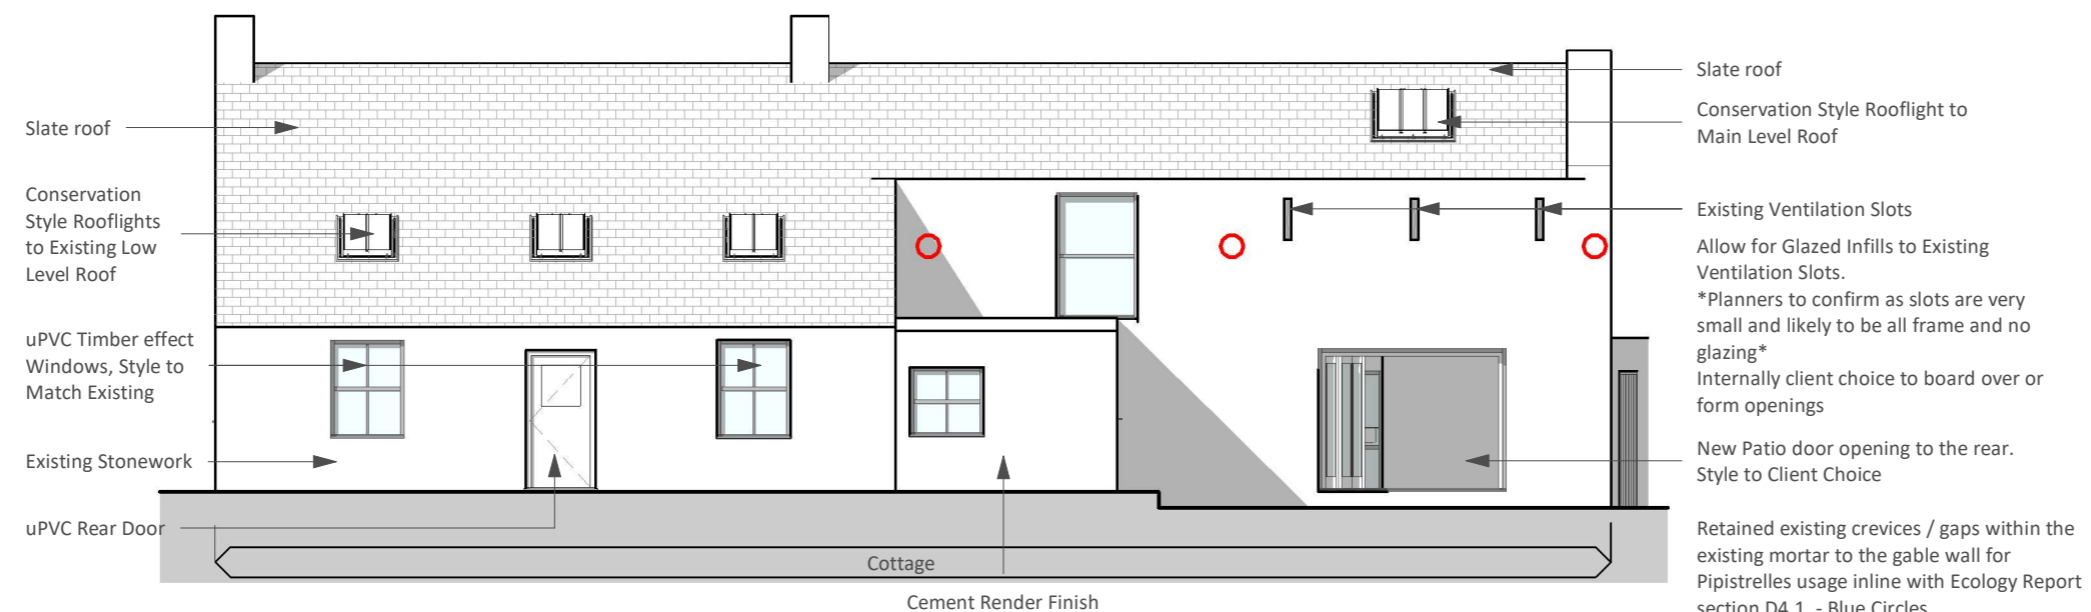 Slate roof
Conservation
Style Rooflights
to Existing Low
Level Roof
uPVC Timber effect
Windows, Style to
Match Existing
Existing Stonework
uPVC Rear Door
Cottage
Cement Render Finish
Slate roof
Conservation Style Rooflight to
Main Level Roof
Existing Ventilation Slots
Allow for Glazed Infills to Existing
Ventilation Slots.
*Planners to confirm as slots are very
small and likely to be all frame and no
glazing*
Internally client choice to board over or
form openings
New Patio door opening to the rear.
Style to Client Choice
Retained existing crevices / gaps within the
existing mortar to the gable wall for
Pipistrelles usage inline with Ecology Report
section D4.1. - Blue Circles